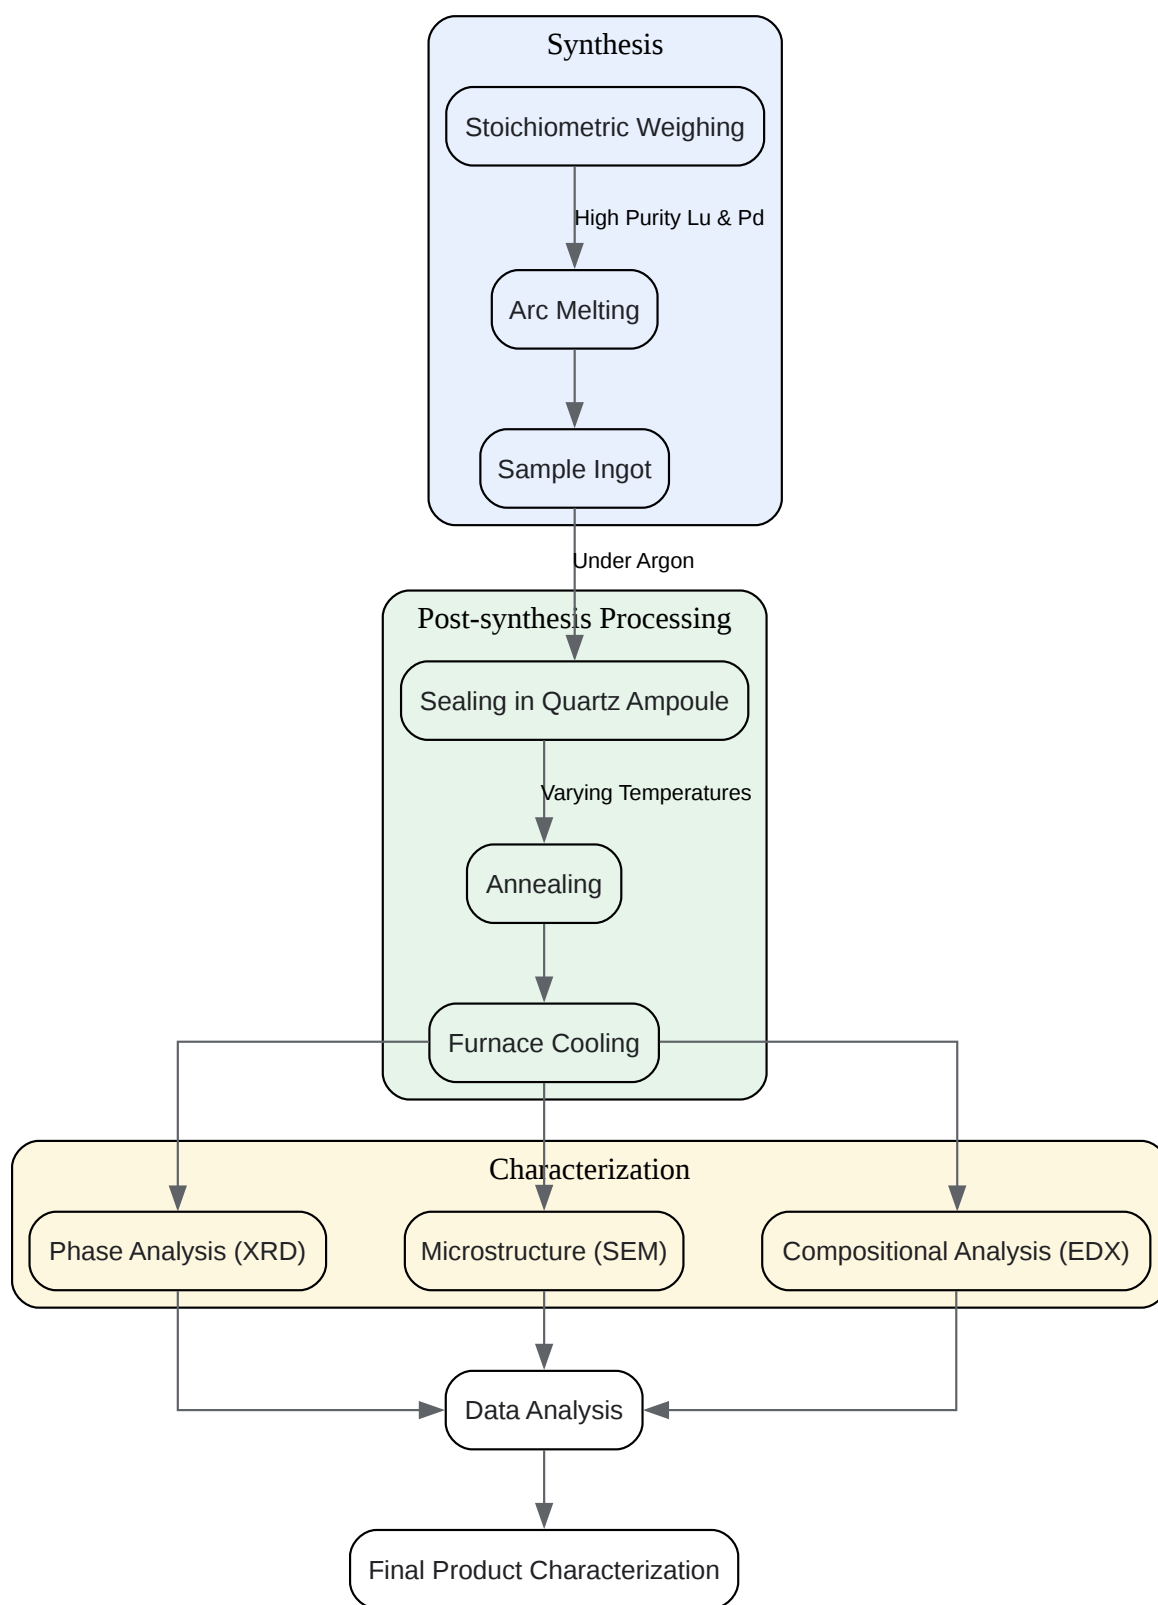 Synthesis
Stoichiometric Weighing
High Purity Lu & Pd
Arc Melting
Sample Ingot
Under Argon
Post-synthesis Processing
Sealing in Quartz Ampoule
Varying Temperatures
Annealing
Furnace Cooling
Characterization
Phase Analysis (XRD)
Microstructure (SEM)
Compositional Analysis (EDX)
Data Analysis
Final Product Characterization